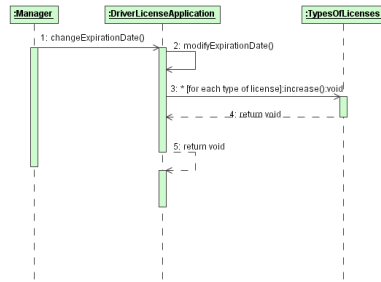 :Manager
:DriverLicenseApplication
:TypesOfLicenses
1: changeExpirationDate()
2: modifyExpirationDate()
3: * [for each type of license]:increase():void
4: return void
5: return void